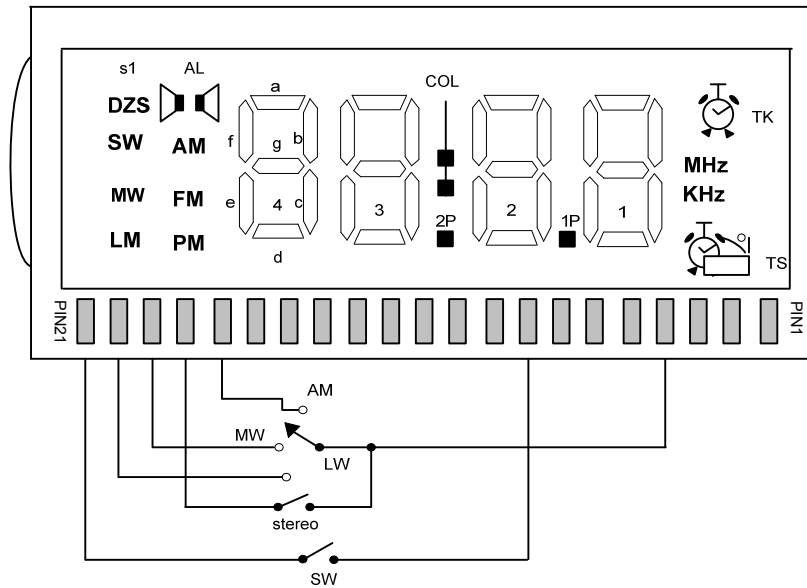 s1 AL
COL
a
DZS
TK
SW AM
f g b
MHz
MW FM
KHz
e 4 c 3 2 1
2P 1P
LM PM
d
TS
PIN21
PIN1
AM
MW
LW
stereo
SW